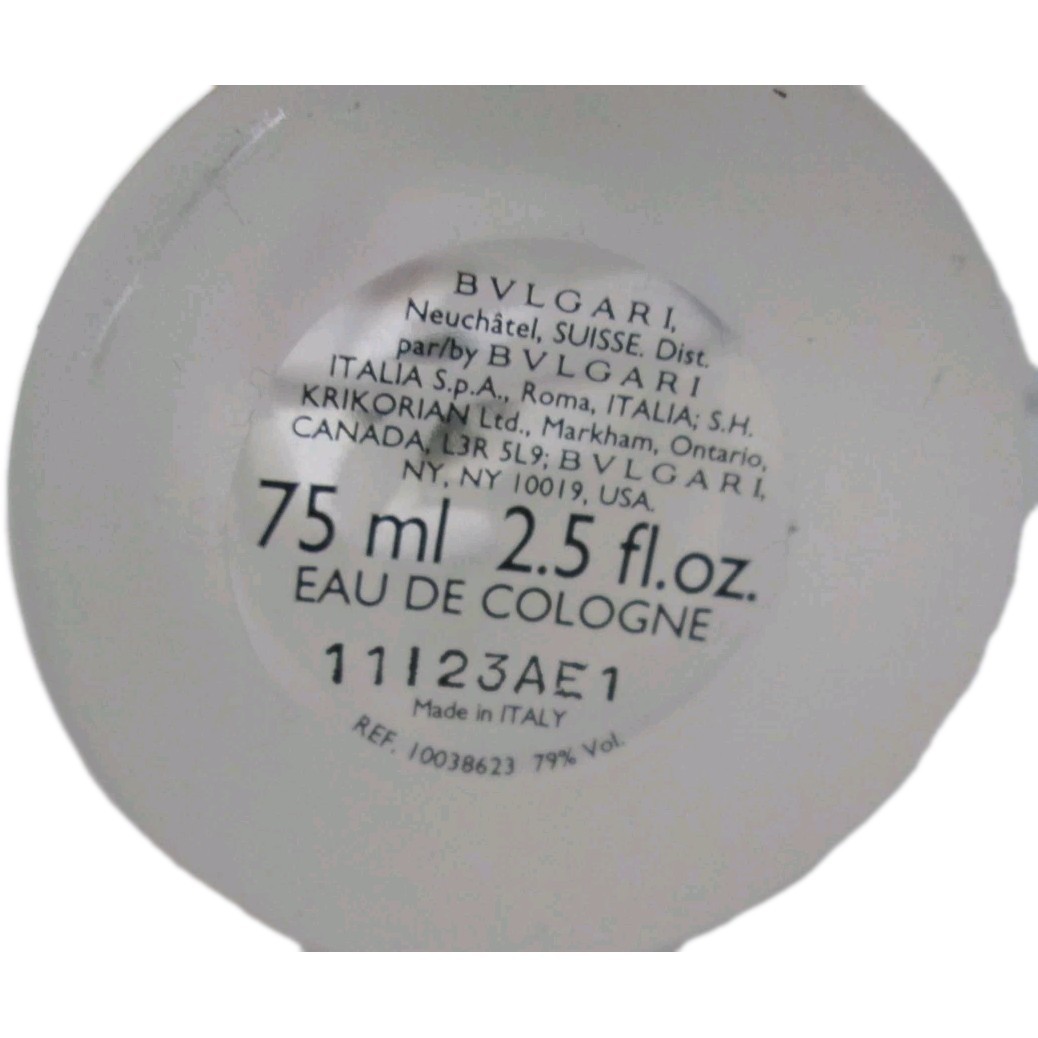 BVLGARI,
Neuchâtel, SUISSE. Dist.
par/by BVLGARI
ITALIA S.p.A., Roma, ITALIA; S.H.
KRIKORIAN Ltd., Markham, Ontario,
CANADA, L3R 5L9; BVLGARI,
NY, NY 10019, USA.
75 ml 2.5 fl.oz.
EAU DE COLOGNE
11123AE1
Made in ITALY
REF. 10038623 79% Vol.